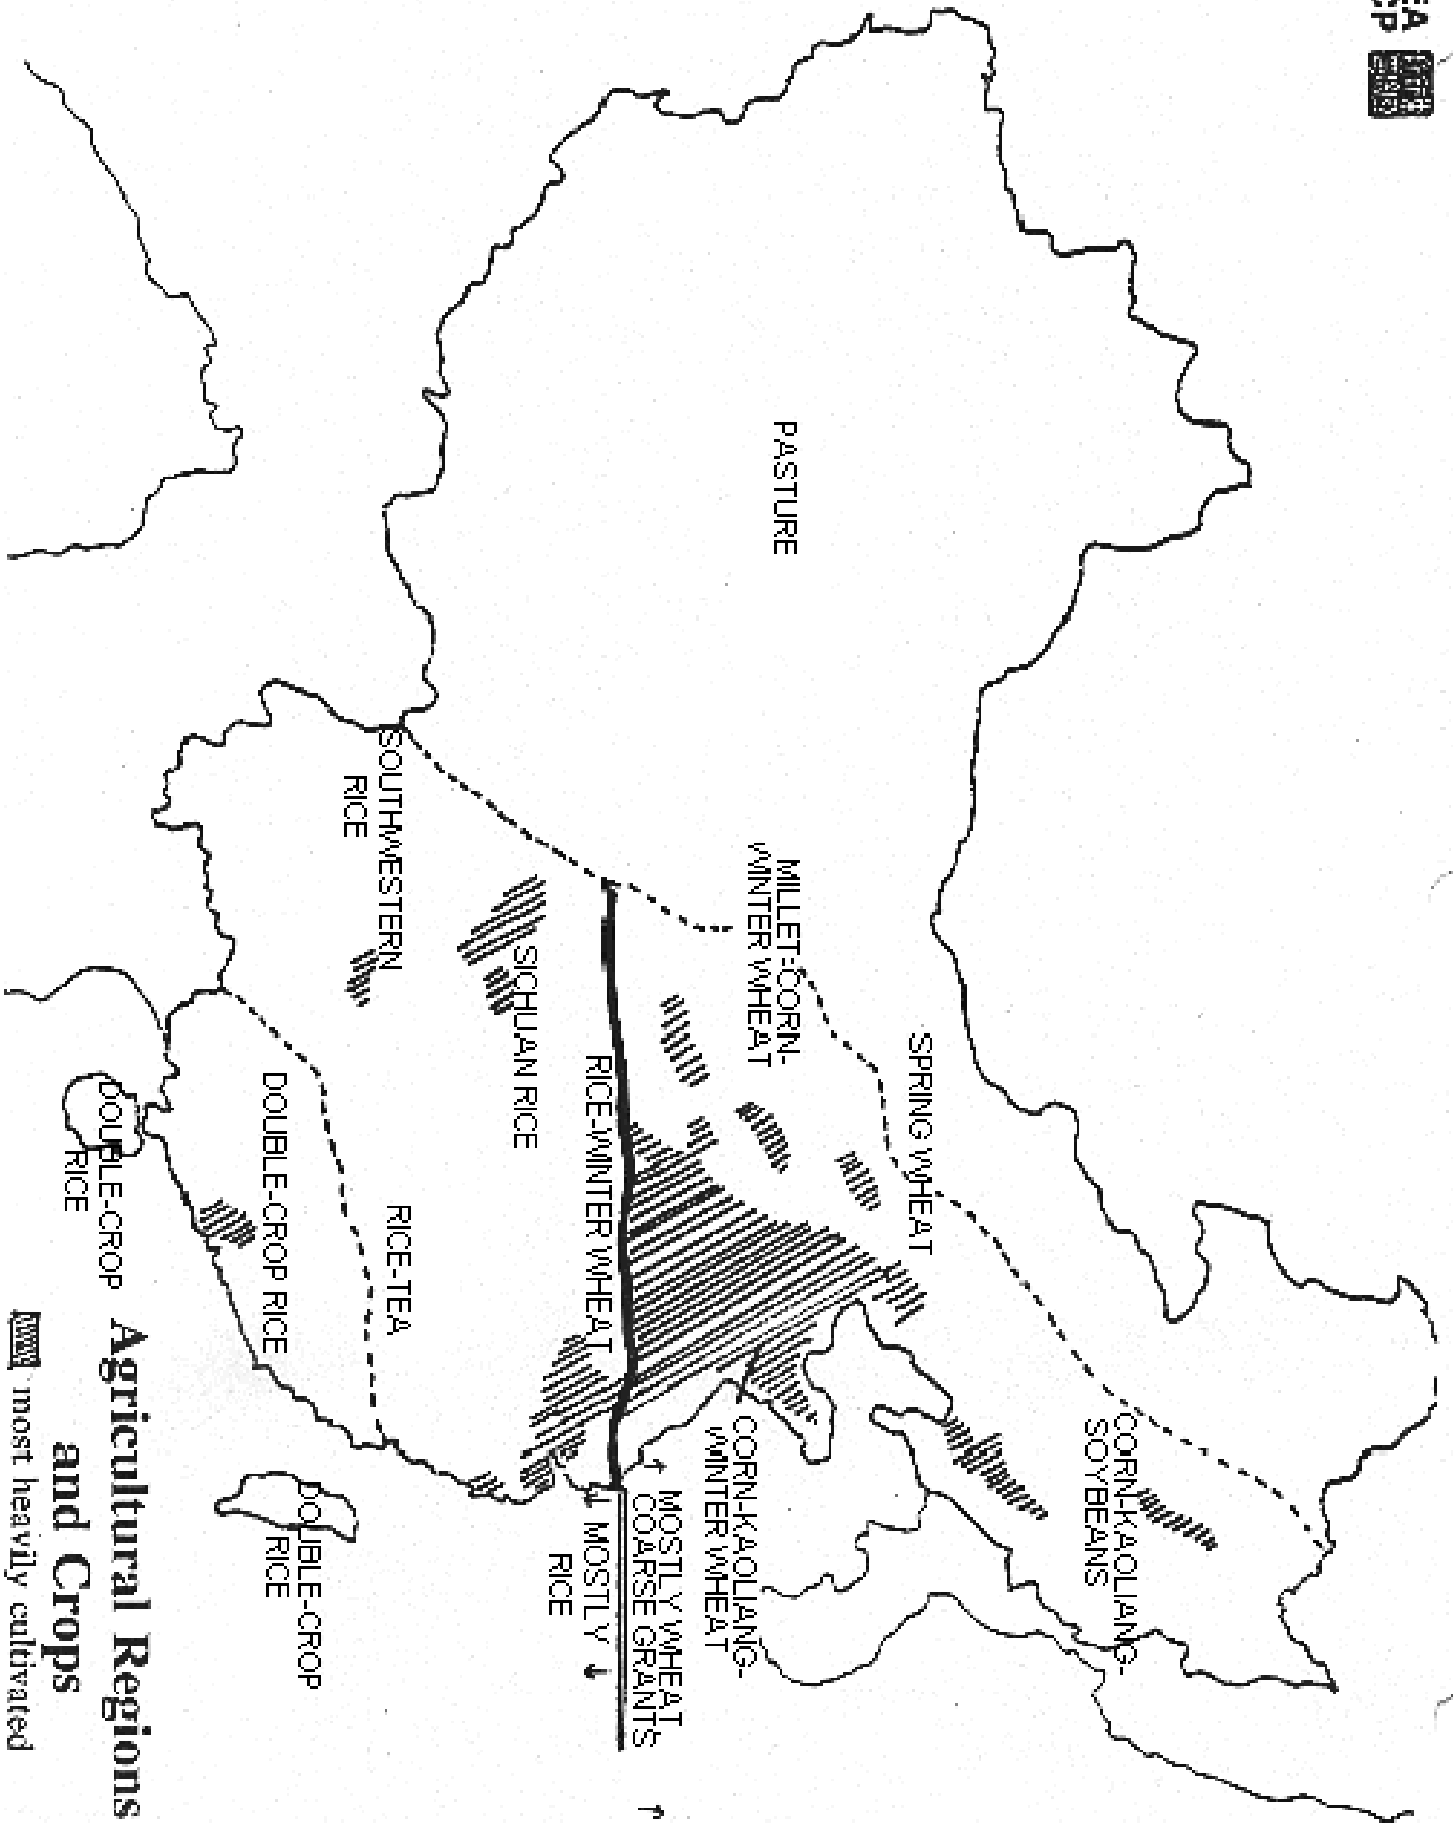 EA
CP
PASTURE
SPRING WHEAT
MILLET-CORN-
WINTER WHEAT
CORN-KAOLIANG-
SOYBEANS
CORN-KAOLIANG-
WINTER WHEAT
MOSTLY WHEAT
COARSE GRANTS
MOSTLY
RICE
RICE-WINTER WHEAT
SICHUAN RICE
SOUTHWESTERN
RICE
RICE-TEA
DOUBLE-CROP RICE
DOUBLE-CROP
RICE
DOUBLE-CROP
RICE
Agricultural Regions
and Crops
most heavily cultivated